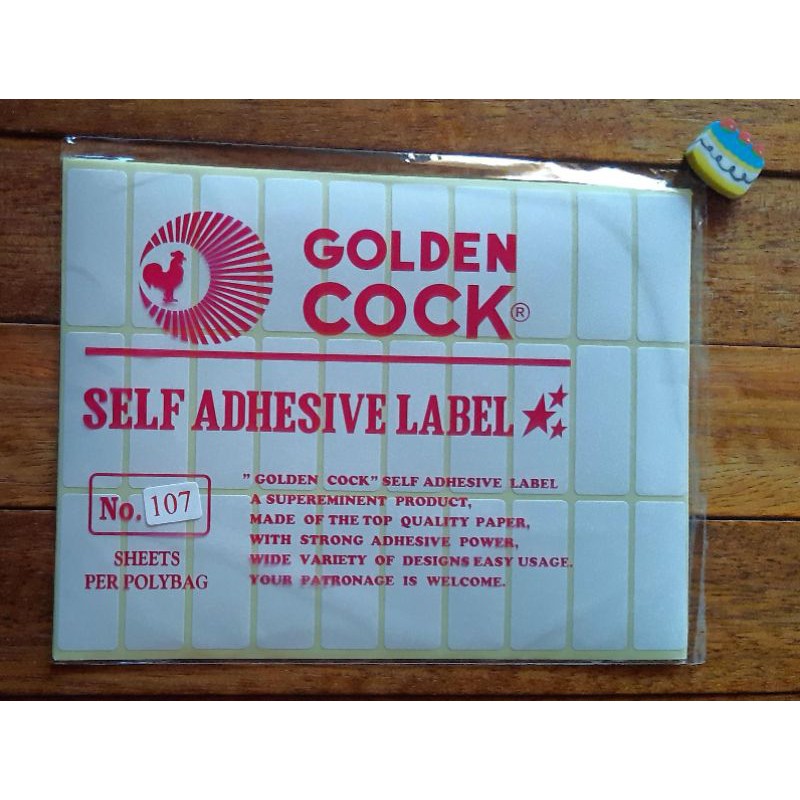 GOLDEN
COCK®
SELF ADHESIVE LABEL
No. 107
SHEETS
PER POLYBAG
"GOLDEN COCK" SELF ADHESIVE LABEL
A SUPEREMINENT PRODUCT,
MADE OF THE TOP QUALITY PAPER,
WITH STRONG ADHESIVE POWER,
WIDE VARIETY OF DESIGNS EASY USAGE.
YOUR PATRONAGE IS WELCOME.